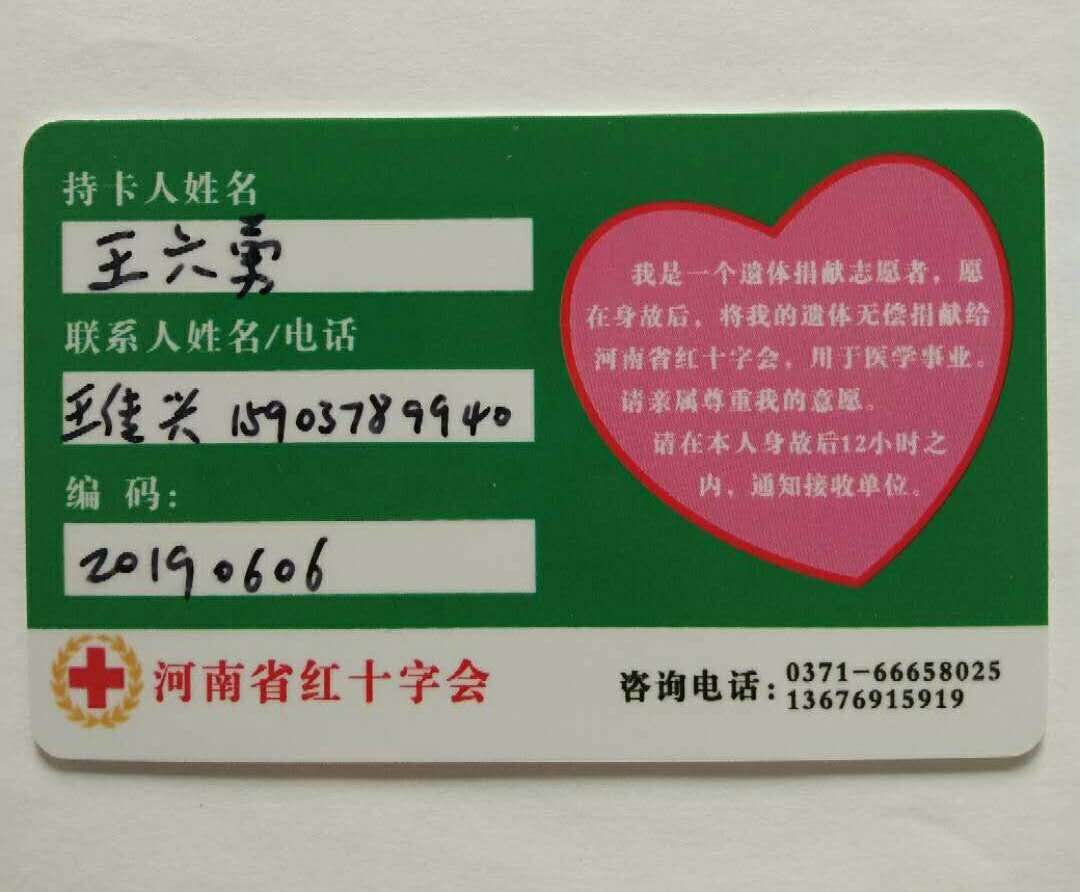 持卡人姓名
王六勇
联系人姓名/电话
王佳兴 15903789940
编 码:
20190606
我是一个遗体捐献志愿者，愿
在身故后，将我的遗体无偿捐献给
河南省红十字会，用于医学事业。
请亲属尊重我的意愿。
请在本人身故后12小时之
内，通知接收单位。
河南省红十字会
咨询电话:
0371-66658025
13676915919